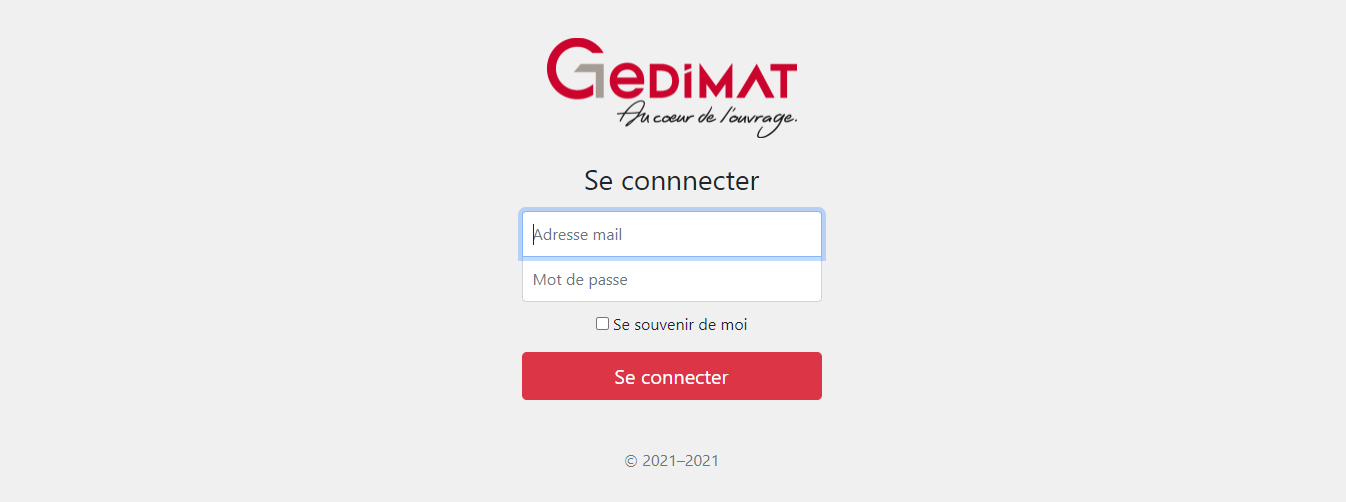 GEDIMAT
Au cœur de l'ouvrage.
Se connnecter
Adresse mail
Mot de passe
Se souvenir de moi
Se connecter
© 2021–2021